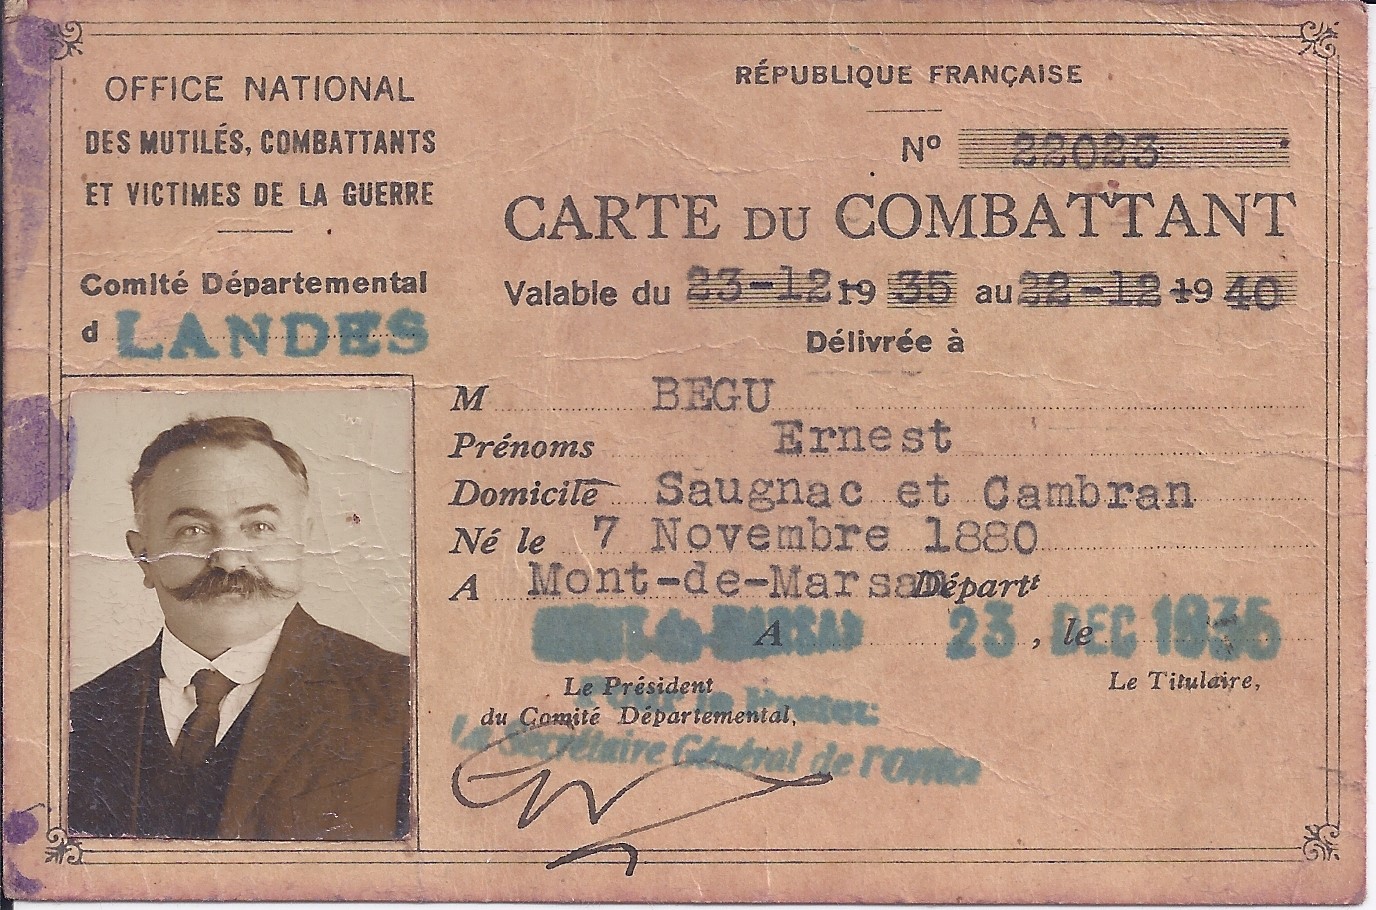 OFFICE NATIONAL
DES MUTILÉS, COMBATTANTS
ET VICTIMES DE LA GUERRE
Comité Départemental
d LANDES
RÉPUBLIQUE FRANÇAISE
Nº 22023
CARTE DU COMBATTANT
Valable du 23-12-19 35 au 22-12-19 40
Délivrée à
M BEGU
Prénoms Ernest
Domicile Saugnac et Cambran
Né le 7 Novembre 1880
A Mont-de-Marsan Départt
A MONT-de-MARSAN 23 , le DEC 1935
Le Président
Le Titulaire,
du Comité Départemental,
Secrétaire Général de l'Office